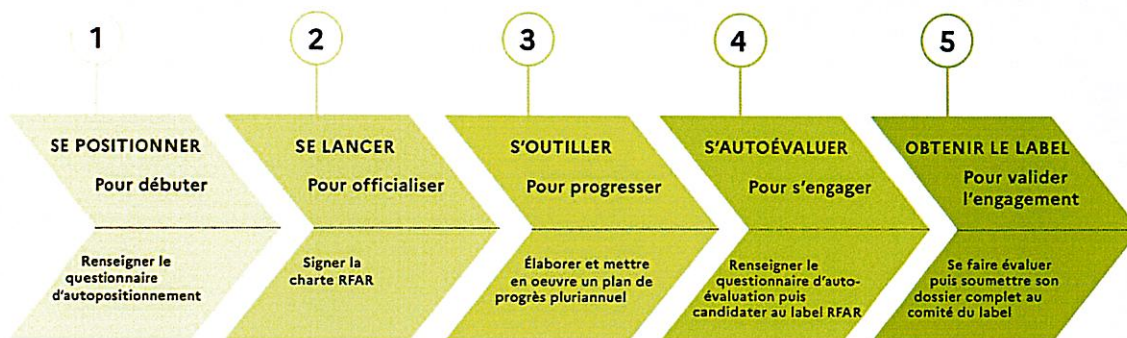 1
SE POSITIONNER
Pour débuter
Renseigner le
questionnaire
d'autopositionnement
2
SE LANCER
Pour officialiser
Signer la
charte RFAR
3
S'OUTILLER
Pour progresser
Élaborer et mettre
en oeuvre un plan de
progrès pluriannuel
4
S'AUTOÉVALUER
Pour s'engager
Renseigner le
questionnaire d'auto-
évaluation puis
candidater au label RFAR
5
OBTENIR LE LABEL
Pour valider
l'engagement
Se faire évaluer
puis soumettre son
dossier complet au
comité du label